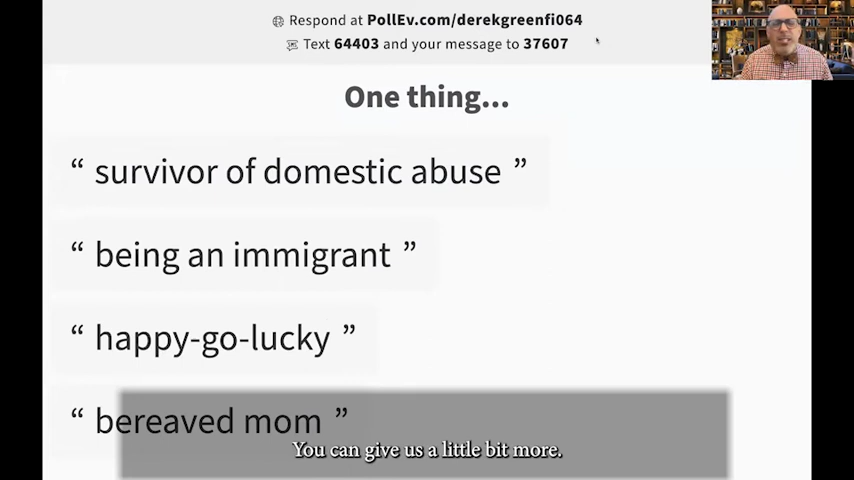 Respond at PollEv.com/derekgreenfi064
Text 64403 and your message to 37607
One thing...
“ survivor of domestic abuse ”
“ being an immigrant ”
“ happy-go-lucky ”
“ bereaved mom ”
You can give us a little bit more.